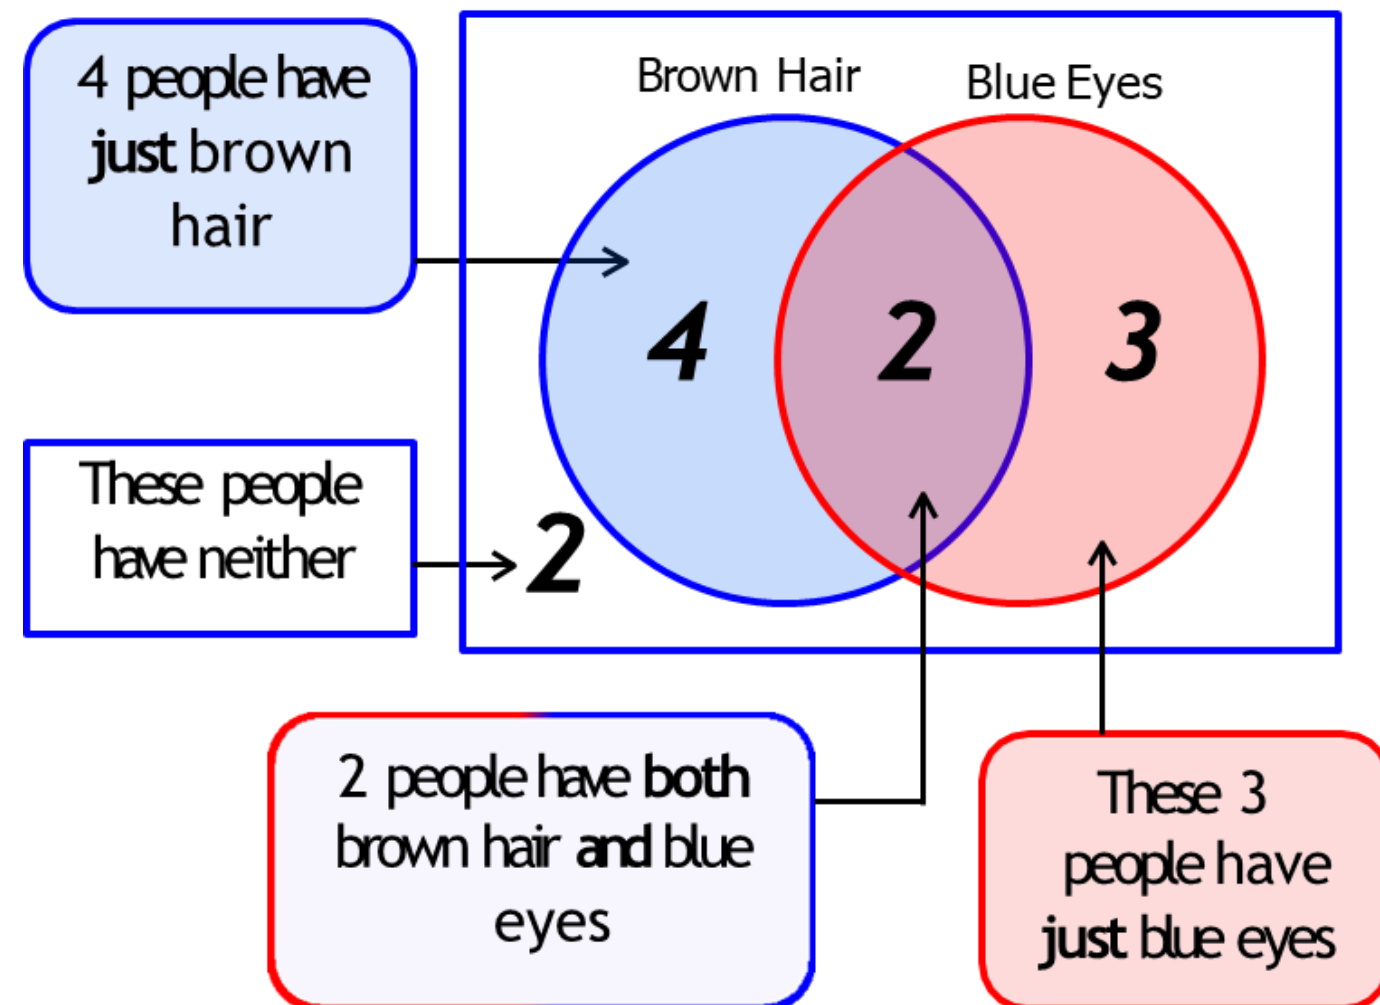 4 people have
just brown
hair
Brown Hair
Blue Eyes
4
2
3
These people
have neither
2
2 people have both
brown hair and blue
eyes
These 3
people have
just blue eyes